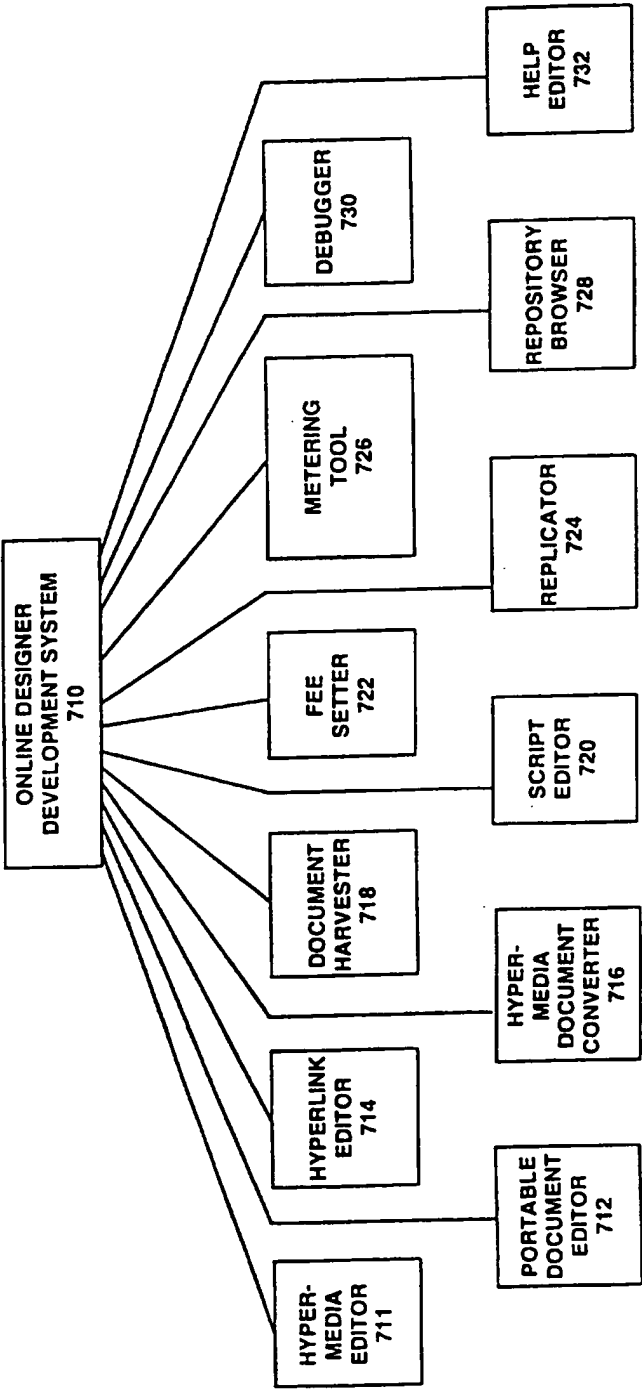 ONLINE DESIGNER
DEVELOPMENT SYSTEM
710
HYPER-
MEDIA
EDITOR
711
HYPERLINK
EDITOR
714
DOCUMENT
HARVESTER
718
FEE
SETTER
722
METERING
TOOL
726
DEBUGGER
730
PORTABLE
DOCUMENT
EDITOR
712
HYPER-
MEDIA
DOCUMENT
CONVERTER
716
SCRIPT
EDITOR
720
REPLICATOR
724
REPOSITORY
BROWSER
728
HELP
EDITOR
732